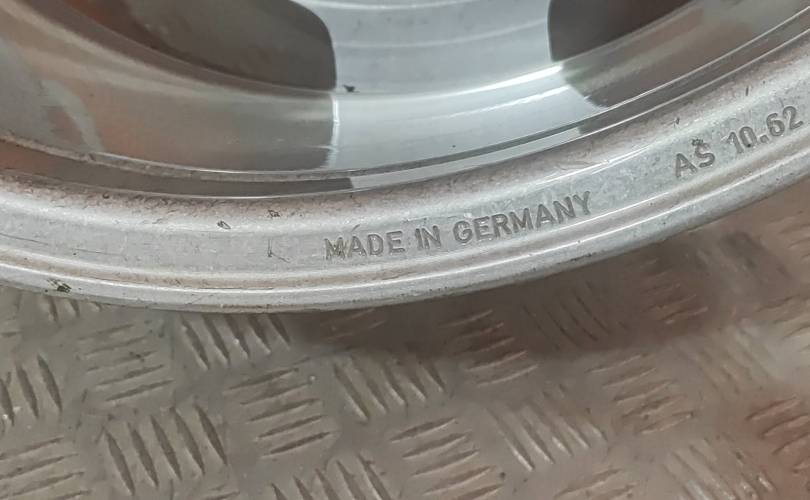 MADE IN GERMANY AS 10.62